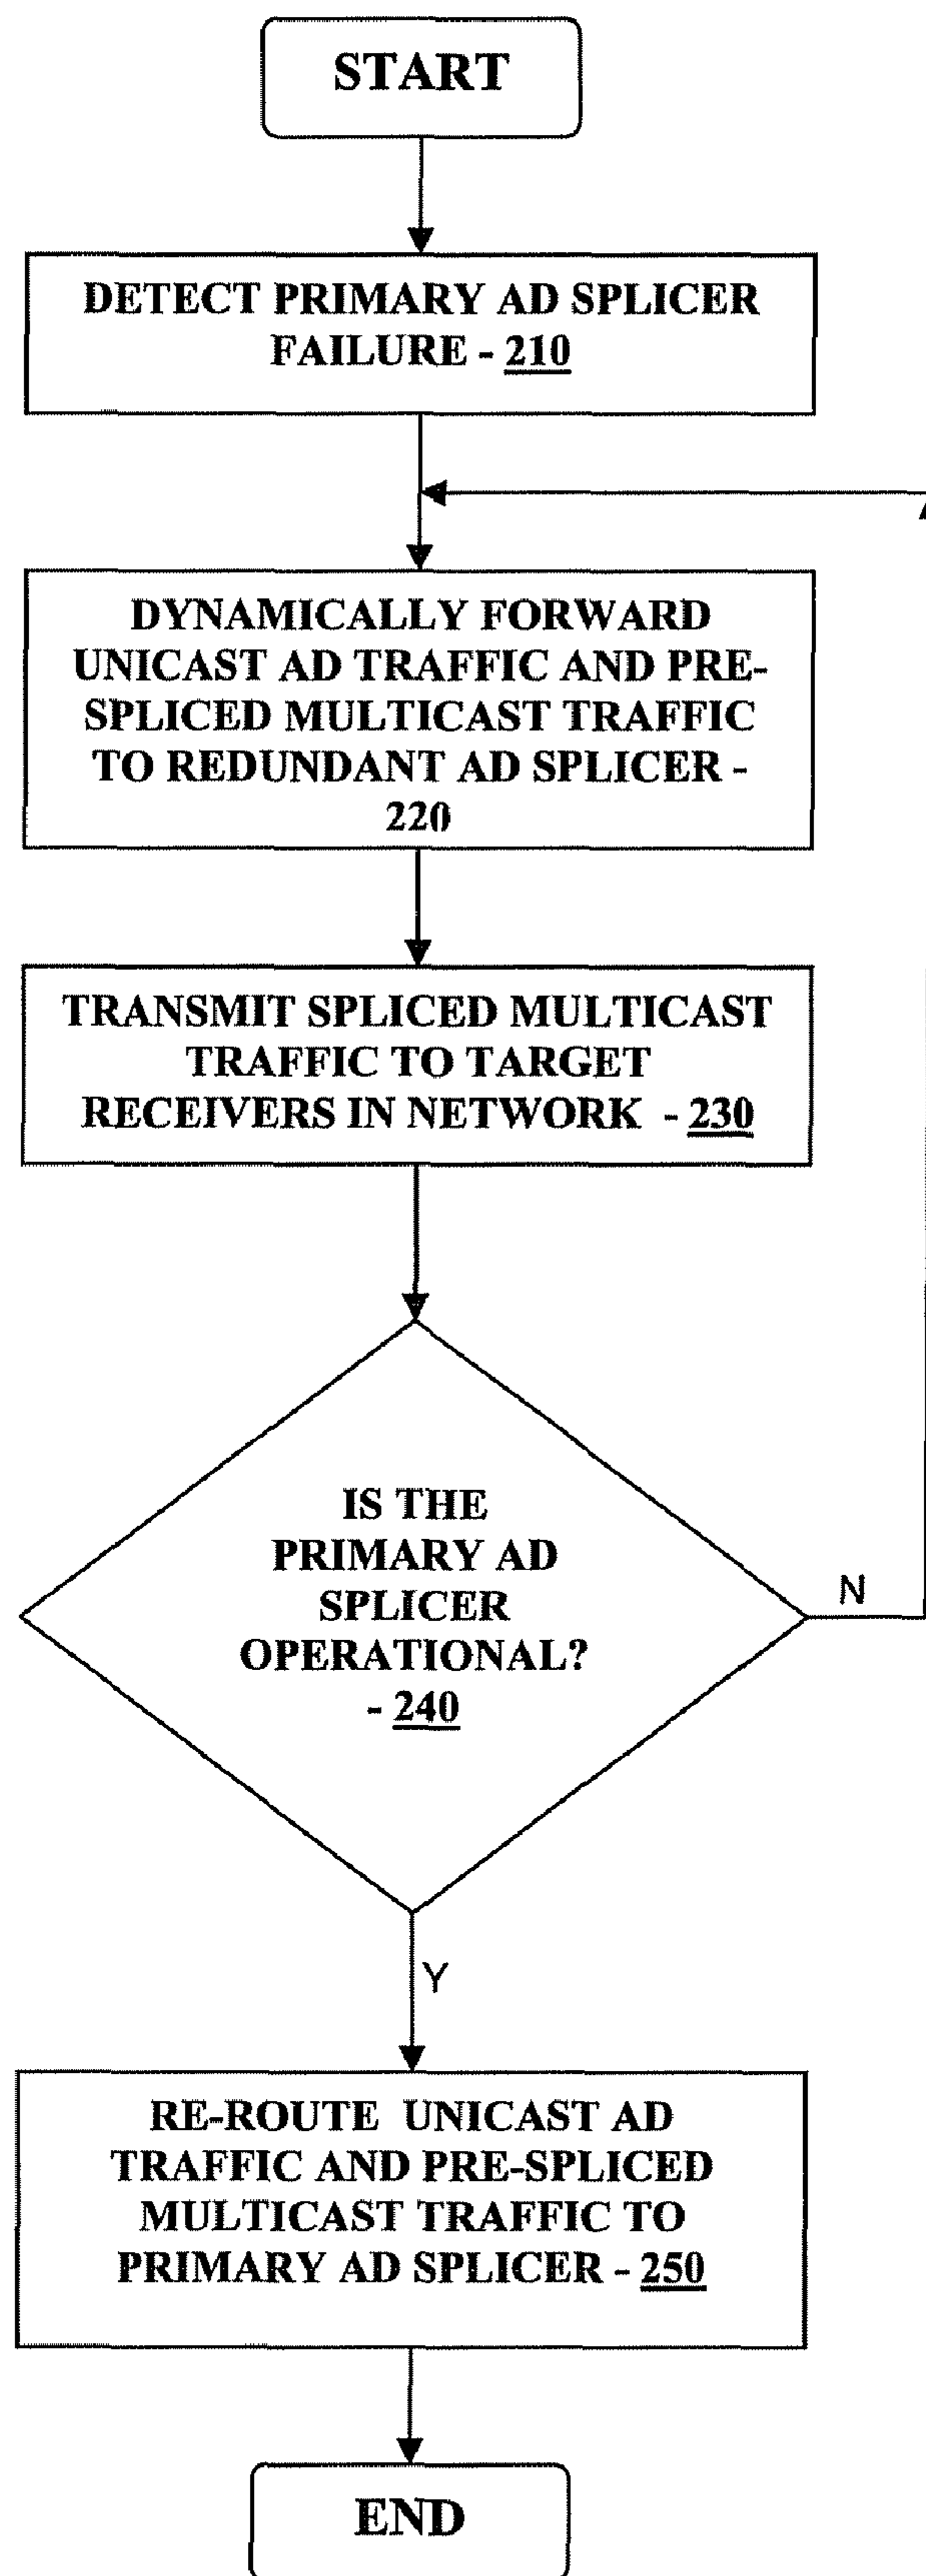 START
DETECT PRIMARY AD SPLICER
FAILURE - 210
DYNAMICALLY FORWARD
UNICAST AD TRAFFIC AND PRE-
SPLICED MULTICAST TRAFFIC
TO REDUNDANT AD SPLICER -
220
TRANSMIT SPLICED MULTICAST
TRAFFIC TO TARGET
RECEIVERS IN NETWORK - 230
IS THE
PRIMARY AD
SPLICER
OPERATIONAL?
- 240
N
Y
RE-ROUTE UNICAST AD
TRAFFIC AND PRE-SPLICED
MULTICAST TRAFFIC TO
PRIMARY AD SPLICER - 250
END